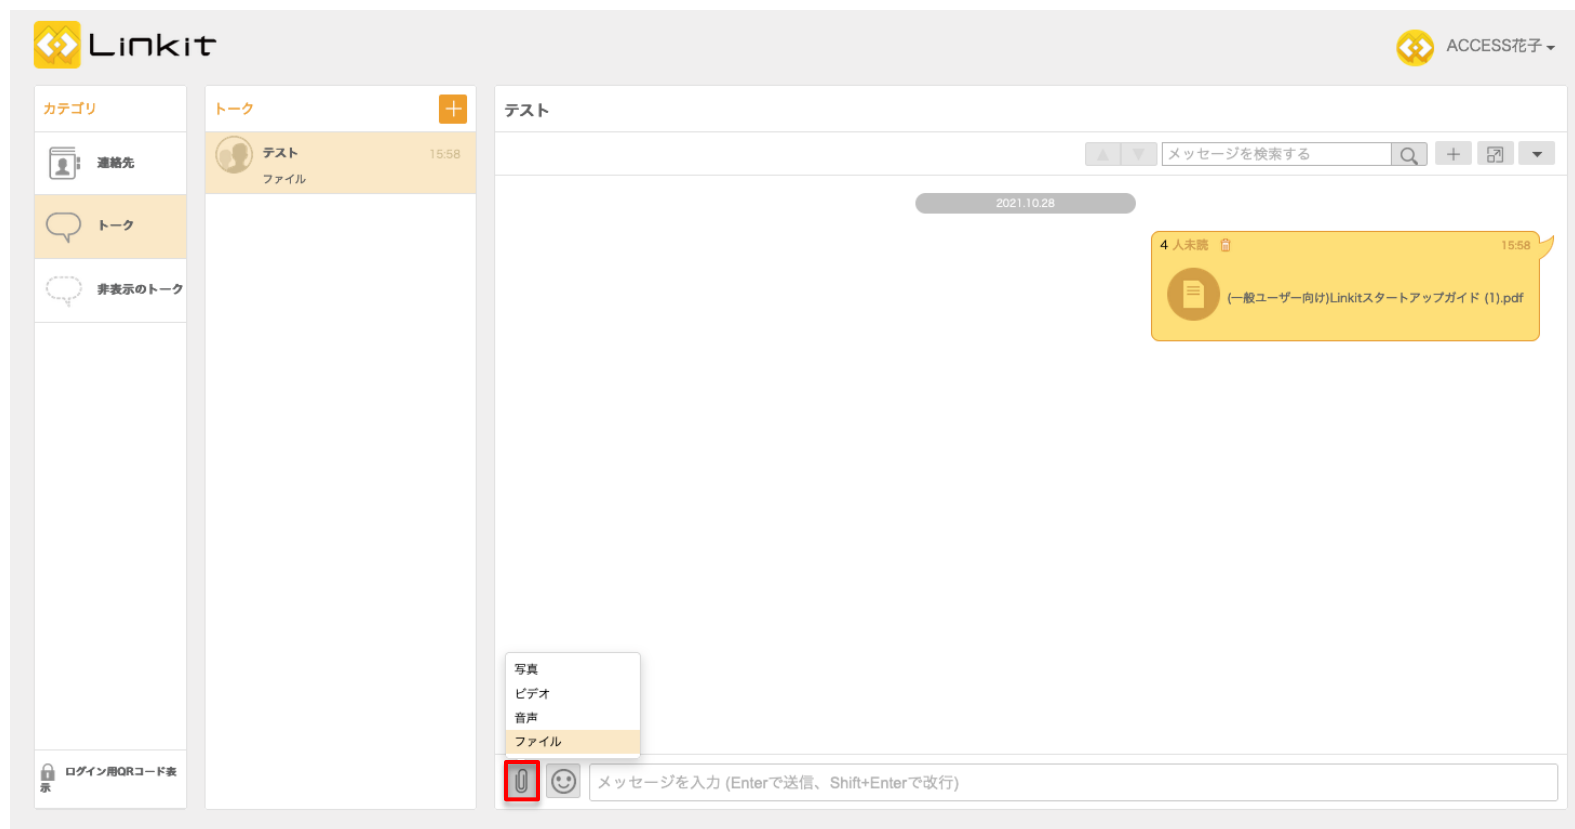 Linkit
ACCESS花子
カテゴリ
連絡先
トーク
非表示のトーク
ログイン用QRコード表
示
トーク
テスト 15:58
ファイル
テスト
メッセージを検索する
2021.10.28
4 人未読 15:58
(一般ユーザー向け)Linkitスタートアップガイド (1).pdf
写真
ビデオ
音声
ファイル
メッセージを入力 (Enterで送信、Shift+Enterで改行)